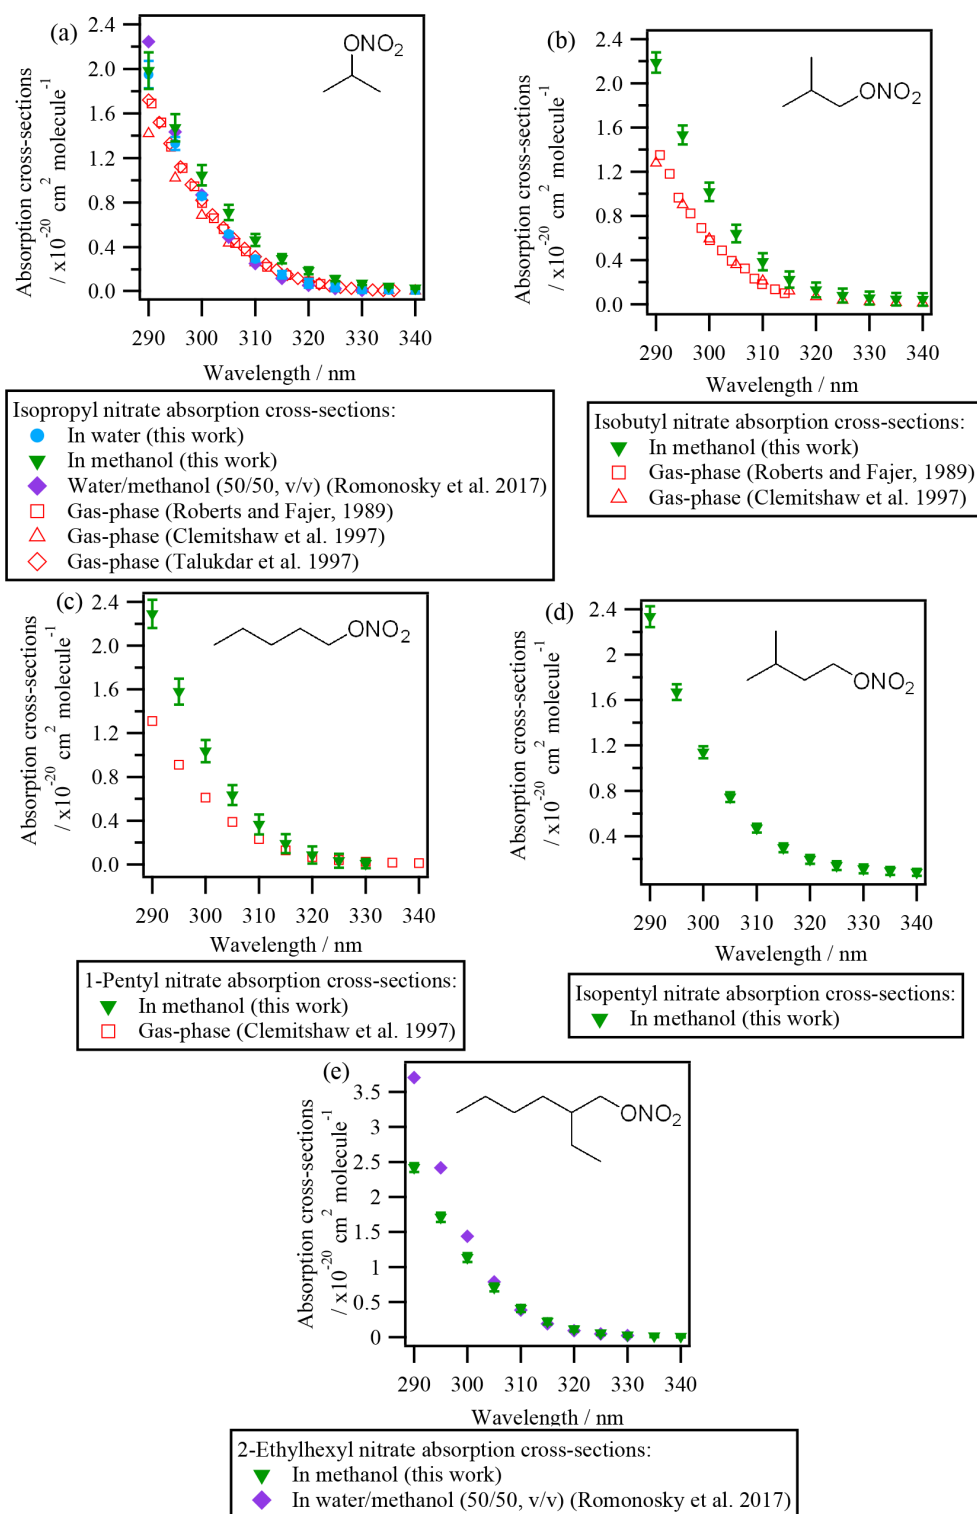 (a)
2.4
2.0
1.6
1.2
0.8
0.4
0.0
Absorption cross-sections
/ x10-20 cm2 molecule-1
ONO2
290 300 310 320 330 340
Wavelength / nm
Isopropyl nitrate absorption cross-sections:
In water (this work)
In methanol (this work)
Water/methanol (50/50, v/v) (Romonosky et al. 2017)
Gas-phase (Roberts and Fajer, 1989)
Gas-phase (Clemitshaw et al. 1997)
Gas-phase (Talukdar et al. 1997)
(b)
2.4
2.0
1.6
1.2
0.8
0.4
0.0
Absorption cross-sections
/ x10-20 cm2 molecule-1
ONO2
290 300 310 320 330 340
Wavelength / nm
Isobutyl nitrate absorption cross-sections:
In methanol (this work)
Gas-phase (Roberts and Fajer, 1989)
Gas-phase (Clemitshaw et al. 1997)
(c)
2.4
2.0
1.6
1.2
0.8
0.4
0.0
Absorption cross-sections
/ x10-20 cm2 molecule-1
ONO2
290 300 310 320 330 340
Wavelength / nm
1-Pentyl nitrate absorption cross-sections:
In methanol (this work)
Gas-phase (Clemitshaw et al. 1997)
(d)
2.4
2
1.6
1.2
0.8
0.4
Absorption cross-sections
/ x10-20 cm2 molecule-1
ONO2
290 300 310 320 330 340
Wavelength / nm
Isopentyl nitrate absorption cross-sections:
In methanol (this work)
(e)
3.5
3
2.5
2
1.5
1
0.5
0
Absorption cross-sections
/ x10-20 cm2 molecule-1
ONO2
290 300 310 320 330 340
Wavelength / nm
2-Ethylhexyl nitrate absorption cross-sections:
In methanol (this work)
In water/methanol (50/50, v/v) (Romonosky et al. 2017)